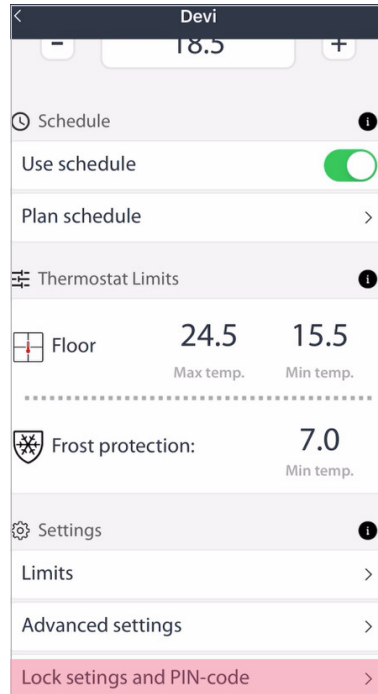 Devi
- 18.5 +
Schedule
Use schedule
Plan schedule
Thermostat Limits
Floor 24.5 15.5
Max temp. Min temp.
Frost protection: 7.0
Min temp.
Settings
Limits
Advanced settings
Lock setings and PIN-code